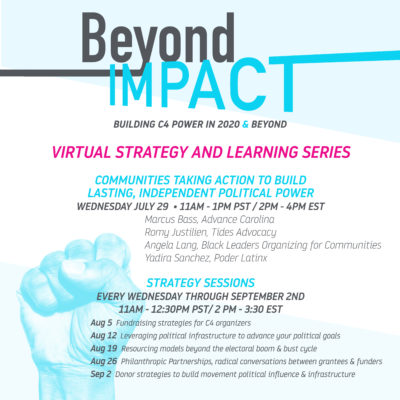 Beyond
IMPACT
BUILDING C4 POWER IN 2020 & BEYOND
VIRTUAL STRATEGY AND LEARNING SERIES
COMMUNITIES TAKING ACTION TO BUILD
LASTING, INDEPENDENT POLITICAL POWER
WEDNESDAY JULY 29 • 11AM - 1PM PST / 2PM - 4PM EST
Marcus Bass, Advance Carolina
Romy Justilien, Tides Advocacy
Angela Lang, Black Leaders Organizing for Communities
Yadira Sanchez, Poder Latinx
STRATEGY SESSIONS
EVERY WEDNESDAY THROUGH SEPTEMBER 2ND
11AM - 12:30PM PST/ 2 PM - 3:30 EST
Aug 5 Fundraising strategies for C4 organizers
Aug 12 Leveraging political infrastructure to advance your political goals
Aug 19 Resourcing models beyond the electoral boom & bust cycle
Aug 26 Philanthropic Partnerships, radical conversations between grantees & funders
Sep 2 Donor strategies to build movement political influence & infrastructure